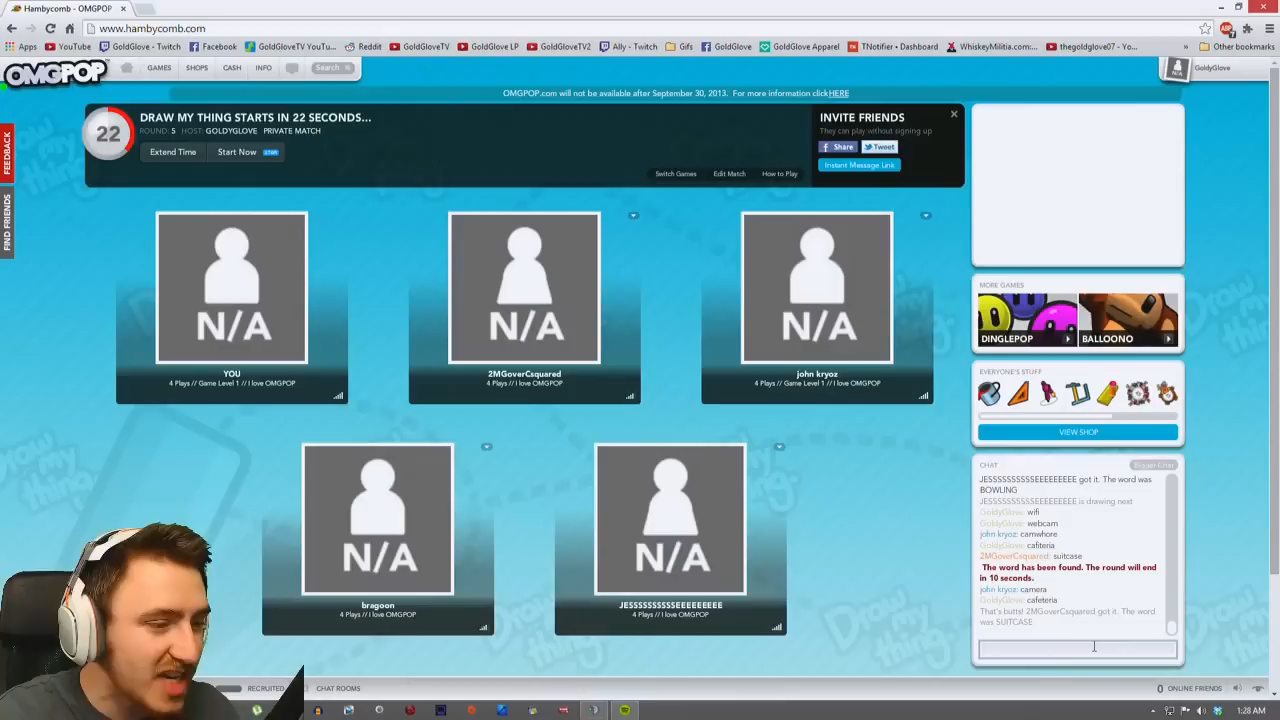 Hambycomb - OMGPOP
www.hambycomb.com
Apps YouTube GoldGlove - Twitch Facebook GoldGloveTV YouTu... Reddit GoldGloveTV GoldGlove LP GoldGloveTV2 Ally - Twitch Gifs GoldGlove GoldGlove Apparel TNotifier • Dashboard WhiskeyMilitia.com:... thegoldglove07 - Yo... » Other bookmarks
OMGPOP GAMES SHOPS CASH INFO Search N/A GoldyGlove
OMGPOP.com will not be available after September 30, 2013. For more information click HERE
FEEDBACK
FIND FRIENDS
22
DRAW MY THING STARTS IN 22 SECONDS...
ROUND: 5 HOST: GOLDYGLOVE PRIVATE MATCH
Extend Time Start Now STAR
Switch Games Edit Match How to Play
INVITE FRIENDS
They can play without signing up
Share Tweet
Instant Message Link
N/A
YOU
4 Plays // Game Level 1 // I love OMGPOP
N/A
2MGoverCsquared
4 Plays // I love OMGPOP
N/A
john kryoz
4 Plays // Game Level 1 // I love OMGPOP
N/A
bragoon
4 Plays // I love OMGPOP
N/A
JESSSSSSSSSEEEEEEEEE
4 Plays // I love OMGPOP
MORE GAMES
DINGLEPOP BALLOONO
EVERYONE'S STUFF
VIEW SHOP
CHAT Bigger Chat
JESSSSSSSSSEEEEEEEEE got it. The word was
BOWLING
JESSSSSSSSSEEEEEEEEE is drawing next
GoldyGlove: wifi
GoldyGlove: webcam
john kryoz: camwhore
GoldyGlove: cafiteria
2MGoverCsquared: suitcase
The word has been found. The round will end
in 10 seconds.
john kryoz: camera
GoldyGlove: cafeteria
That's butts! 2MGoverCsquared got it. The word
was SUITCASE
RECRUITED CHAT ROOMS 0 ONLINE FRIENDS
1:28 AM